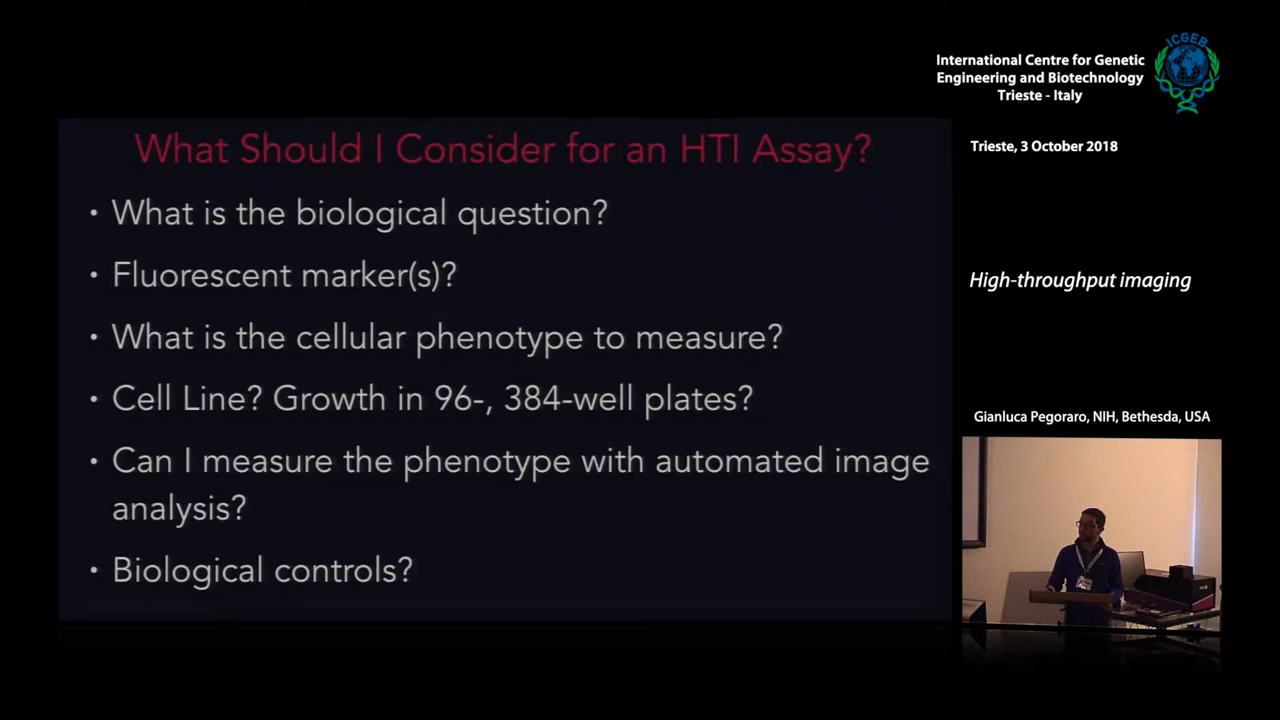 International Centre for Genetic
Engineering and Biotechnology
Trieste - Italy
ICGEB
Trieste, 3 October 2018
What Should I Consider for an HTI Assay?
• What is the biological question?
• Fluorescent marker(s)?
• What is the cellular phenotype to measure?
• Cell Line? Growth in 96-, 384-well plates?
• Can I measure the phenotype with automated image
analysis?
• Biological controls?
High-throughput imaging
Gianluca Pegoraro, NIH, Bethesda, USA